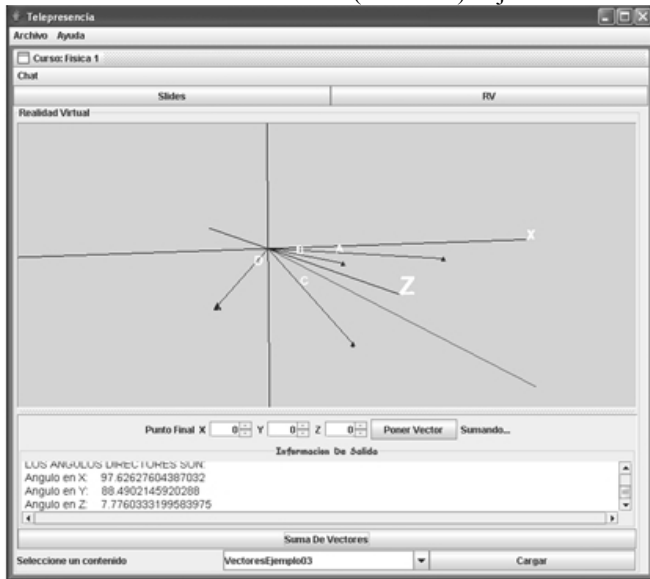 Telepresencia
Archivo Ayuda
Curso: Fisica 1
Chat
Slides RV
Realidad Virtual
X
B A
D
C
Z
Punto Final X 0 Y 0 Z 0 Poner Vector Sumando...
Informacion De Salida
LOS ANGULOS DIRECTORES SON:
Angulo en X: 97.62627604387032
Angulo en Y: 88.4902145920288
Angulo en Z: 7.7760333199583975
Suma De Vectores
Seleccione un contenido VectoresEjemplo03 Cargar